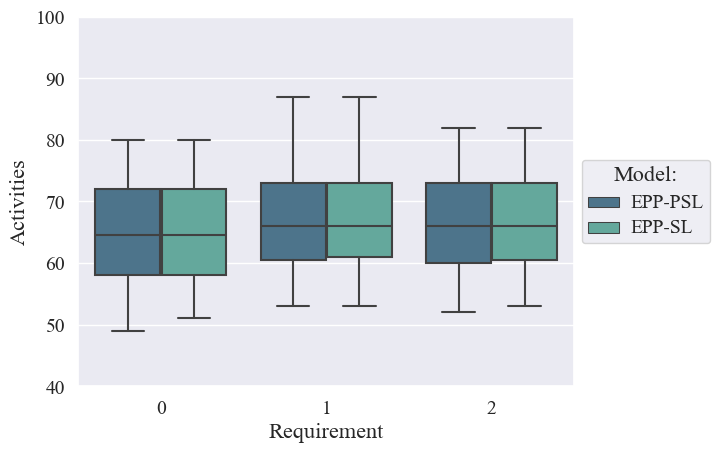 100
90
80
70
60
50
40
Activities
0
1
2
Requirement
Model:
EPP-PSL
EPP-SL